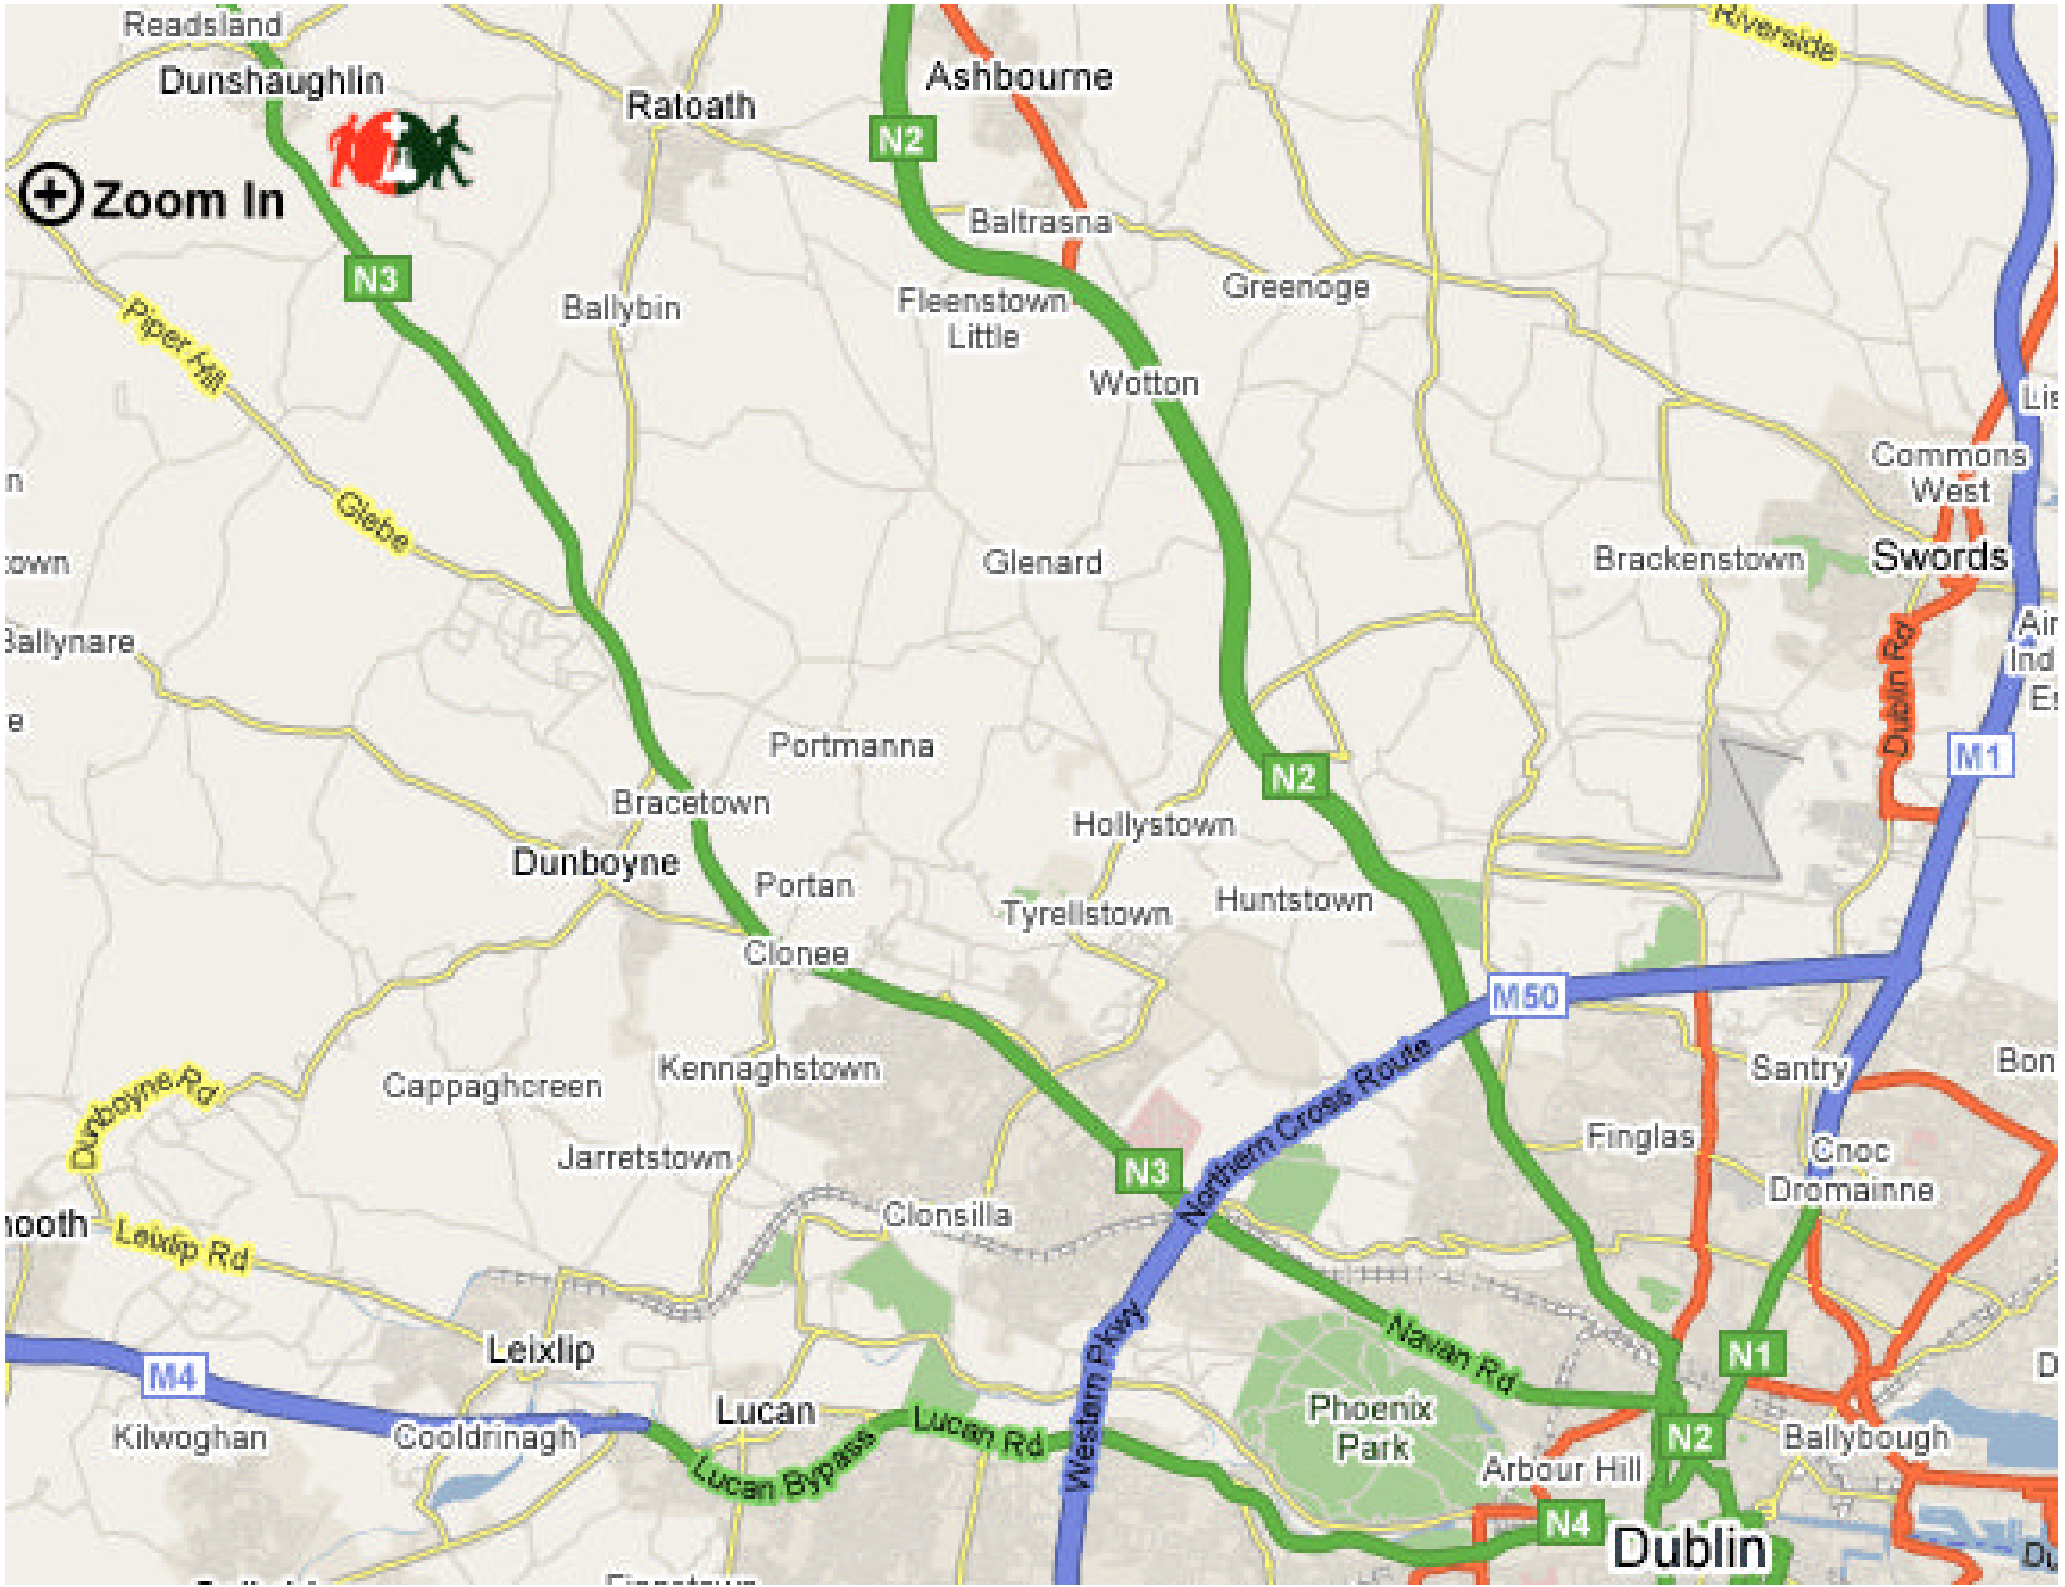 Readsland
Riverside
Dunshaughlin
Ashbourne
Ratoath
N2
Zoom In
Baltrasna
N3
Greenoge
Ballybin
Fleenstown
Little
Piper Hill
Wotton
Commons
West
Glebe
Glenard
Brackenstown
Swords
Dublin Rd
Portmanna
M1
N2
Bracetown
Hollystown
Dunboyne
Portan
Huntstown
Tyrellstown
Clonee
M50
Northern Cross Route
Santry
Kennaghstown
Cappaghcreen
Dunboyne Rd
Finglas
Cnoc
Dromainne
Jarretstown
N3
Clonsilla
Leixlip Rd
Western Pkwy
Navan Rd
N1
Leixlip
M4
Lucan
Phoenix
Park
Kilwoghan
Cooldrinagh
Lucan Bypass
Lucan Rd
N2
Ballybough
Arbour Hill
N4
Dublin